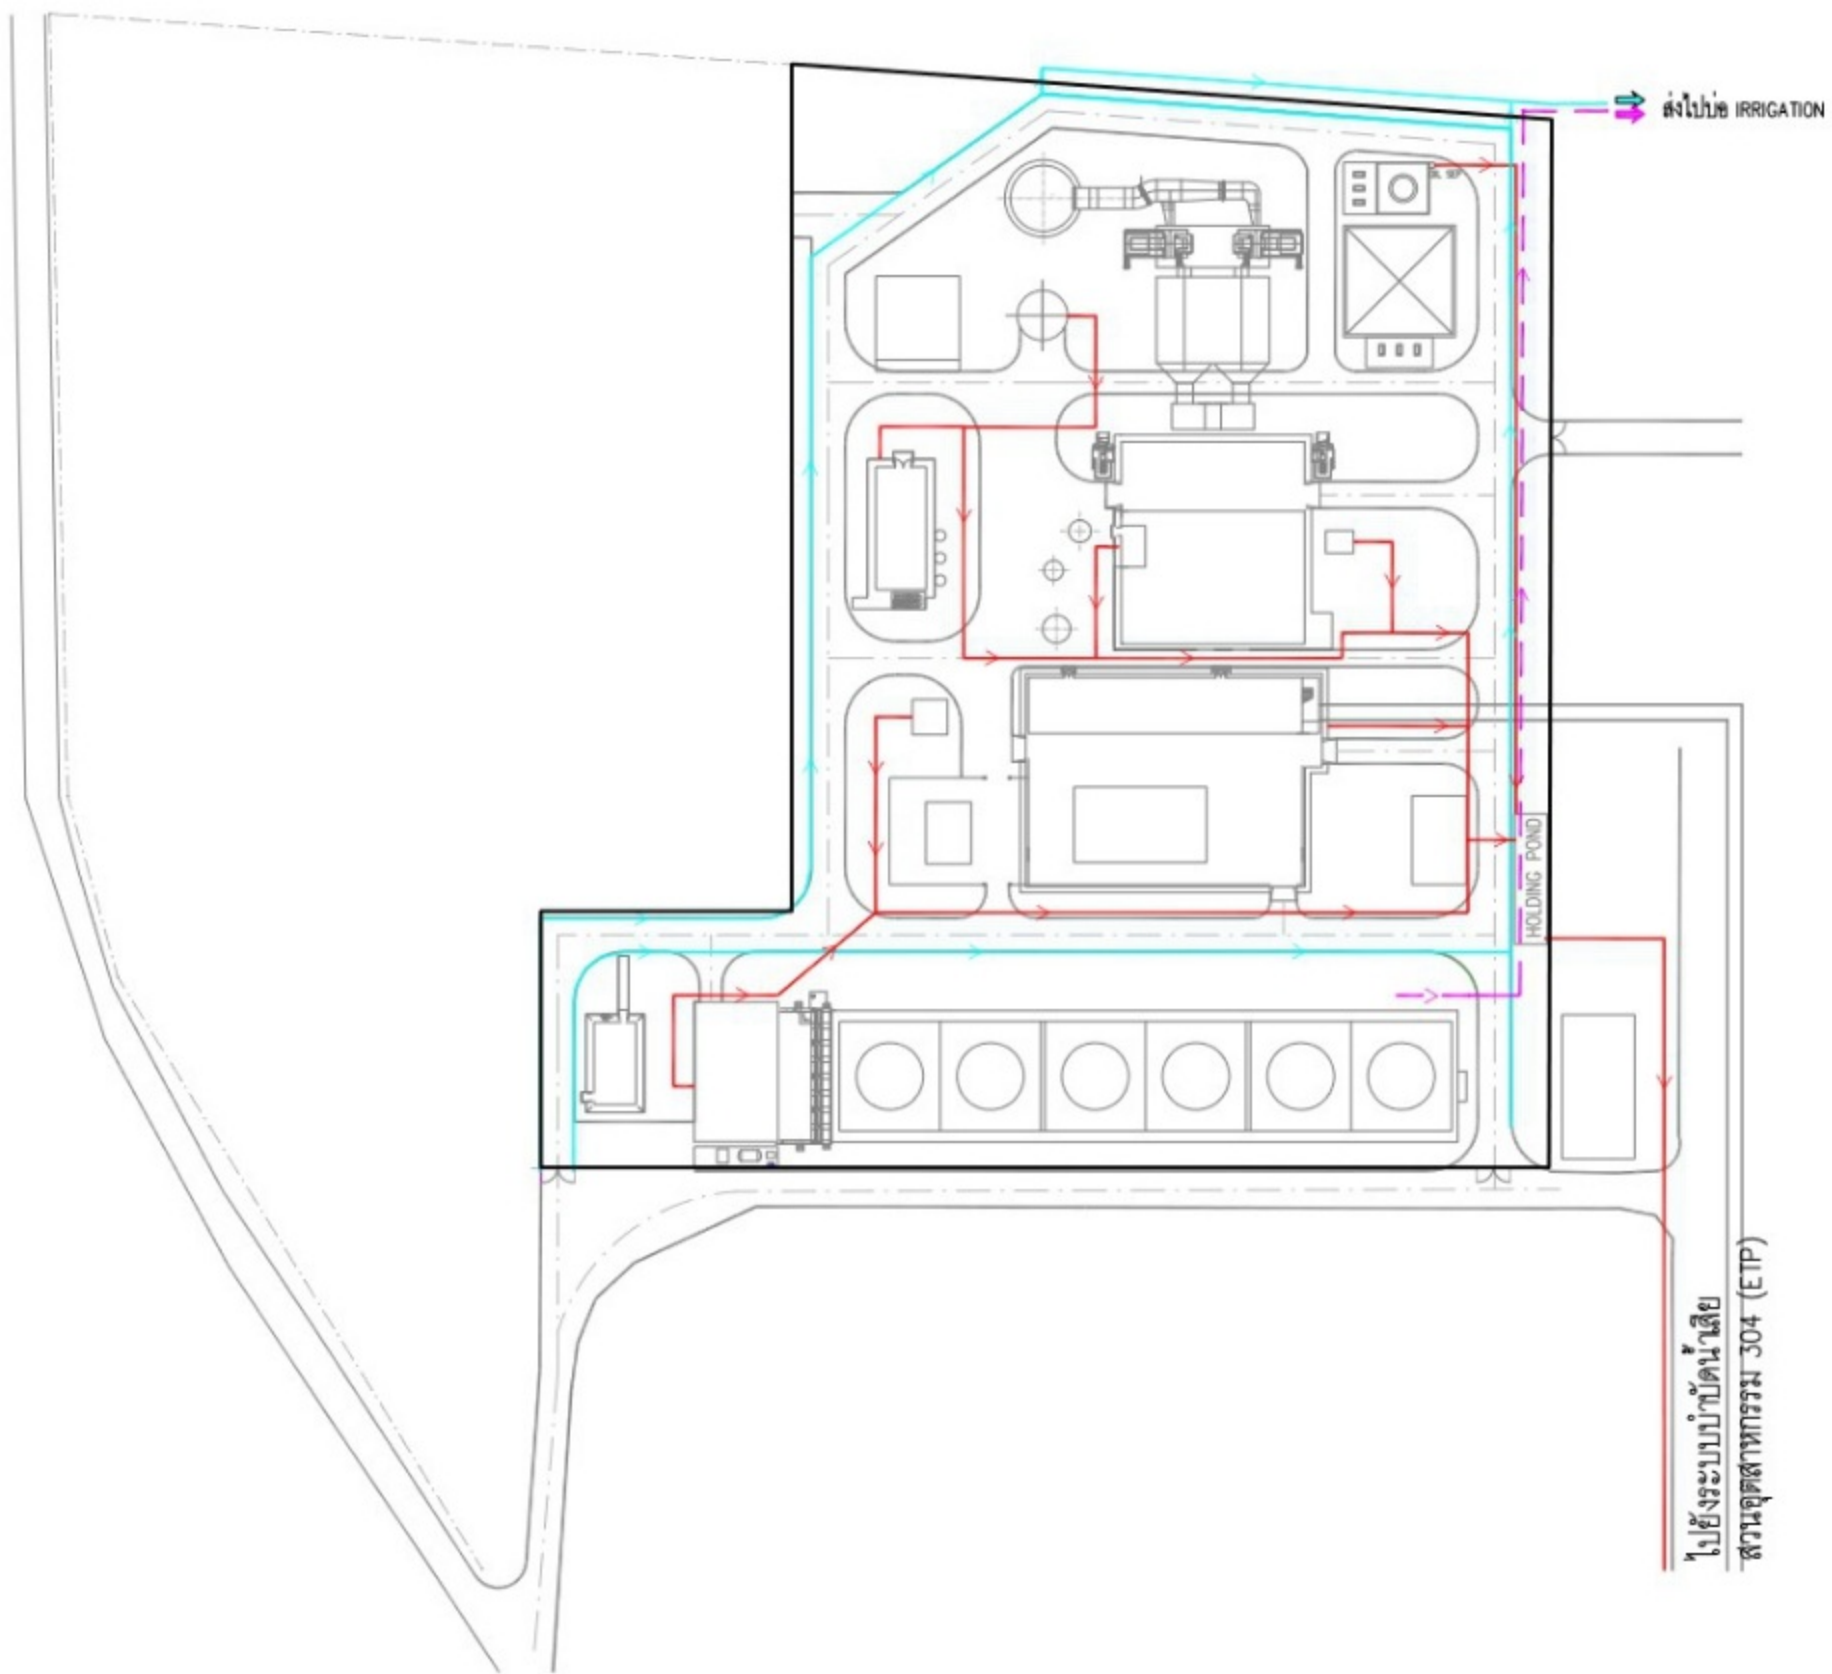 ส่งไปบ่อ IRRIGATION
OIL SEP
HOLDING POND
ไปยังระบบบำบัดน้ำเสีย
สวนอุตสาหกรรม 304 (ETP)